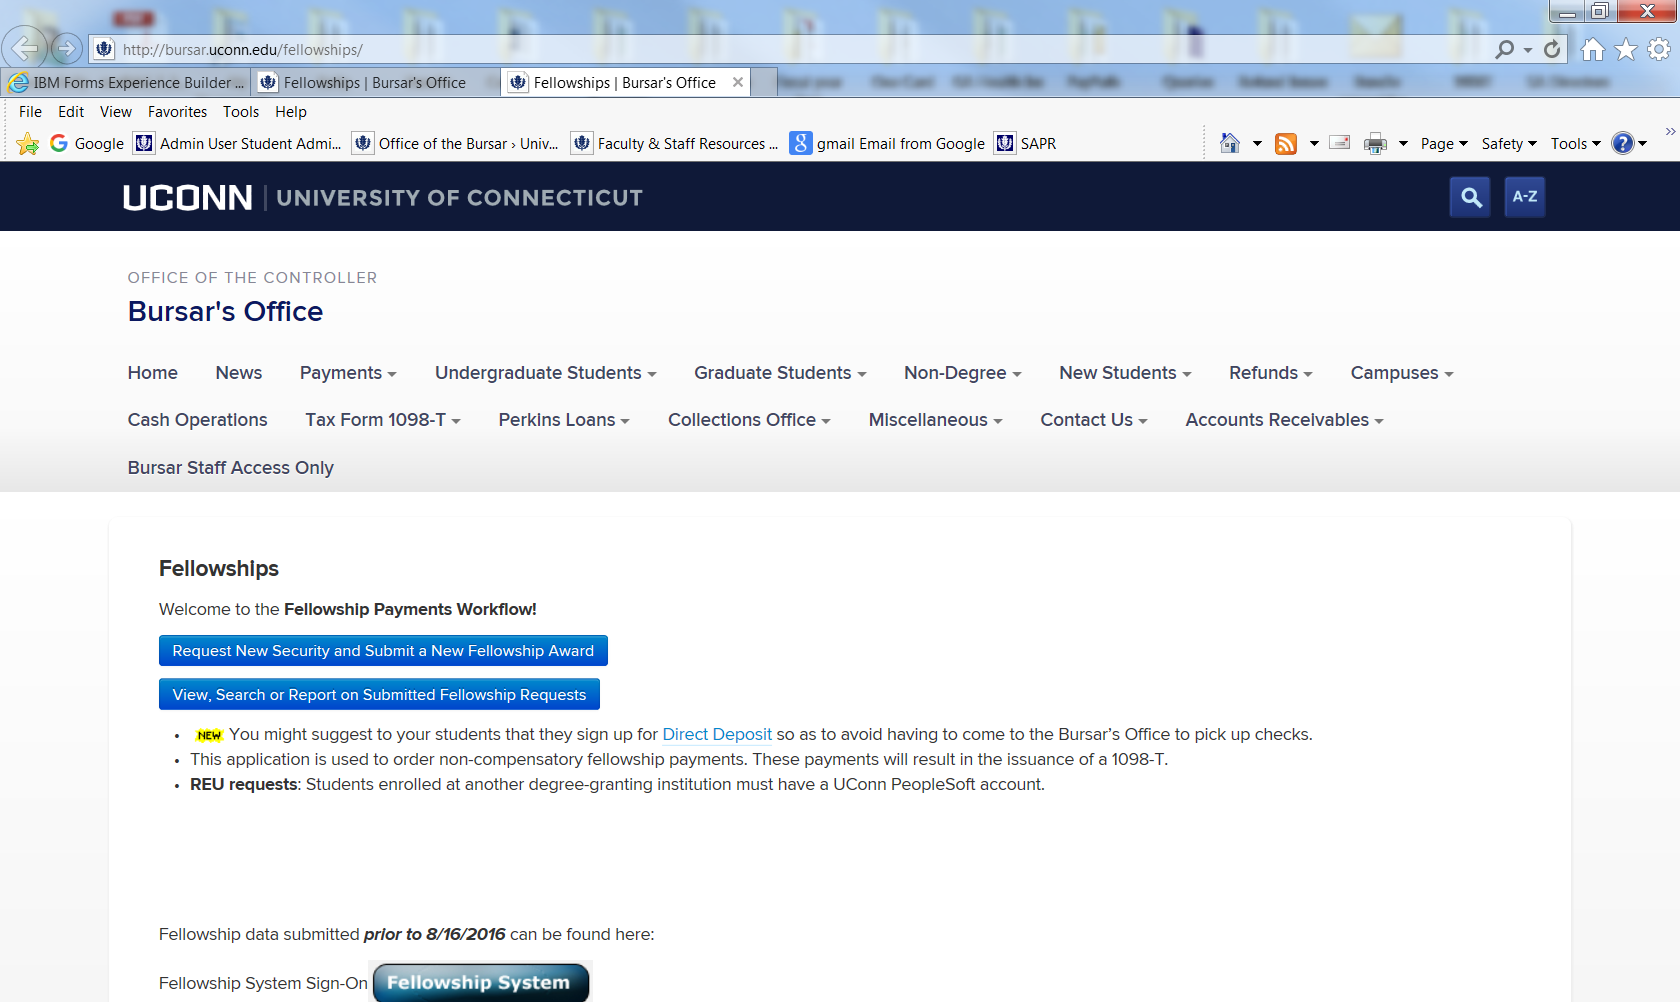 http://bursar.uconn.edu/fellowships/
IBM Forms Experience Builder ... Fellowships | Bursar's Office Fellowships | Bursar's Office
File Edit View Favorites Tools Help
Google Admin User Student Admi... Office of the Bursar › Univ... Faculty & Staff Resources ... gmail Email from Google SAPR Page Safety Tools
UCONN | UNIVERSITY OF CONNECTICUT A-Z
OFFICE OF THE CONTROLLER
Bursar's Office
Home News Payments Undergraduate Students Graduate Students Non-Degree New Students Refunds Campuses
Cash Operations Tax Form 1098-T Perkins Loans Collections Office Miscellaneous Contact Us Accounts Receivables
Bursar Staff Access Only
Fellowships
Welcome to the Fellowship Payments Workflow!
Request New Security and Submit a New Fellowship Award
View, Search or Report on Submitted Fellowship Requests
• NEW You might suggest to your students that they sign up for Direct Deposit so as to avoid having to come to the Bursar's Office to pick up checks.
• This application is used to order non-compensatory fellowship payments. These payments will result in the issuance of a 1098-T.
• REU requests: Students enrolled at another degree-granting institution must have a UConn PeopleSoft account.
Fellowship data submitted prior to 8/16/2016 can be found here:
Fellowship System Sign-On Fellowship System